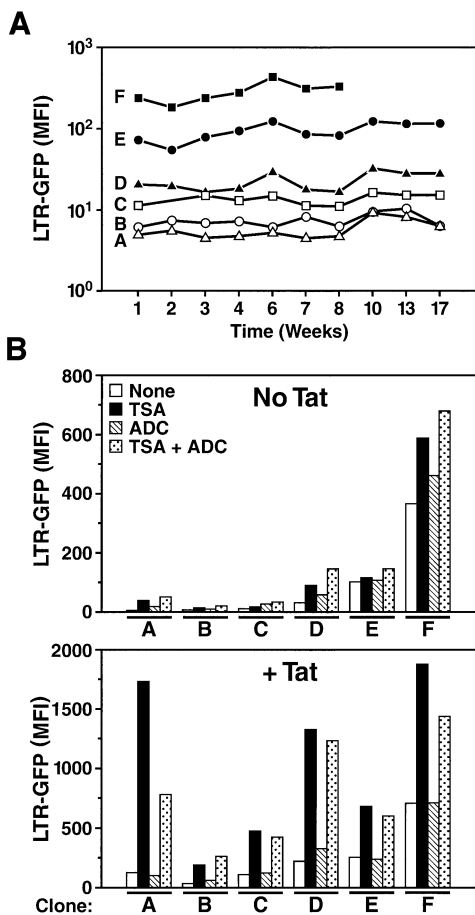 A
LTR-GFP (MFI)
10³
10²
10¹
10⁰
F
E
D
C
B
A
1 2 3 4 6 7 8 10 13 17
Time (Weeks)
B
LTR-GFP (MFI)
800
600
400
200
0
None
TSA
ADC
TSA + ADC
No Tat
A B C D E F
LTR-GFP (MFI)
2000
1500
1000
500
0
+ Tat
Clone: A B C D E F